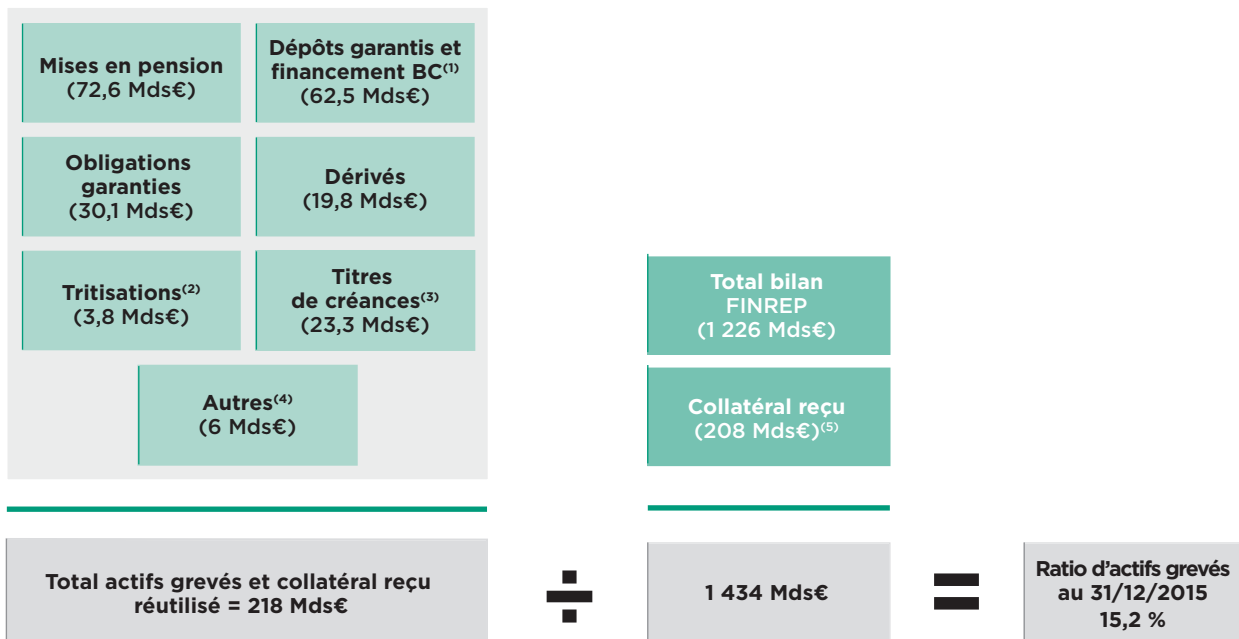 Mises en pension
(72,6 Mds€)
Dépôts garantis et
financement BC(1)
(62,5 Mds€)
Obligations
garanties
(30,1 Mds€)
Dérivés
(19,8 Mds€)
Tritisations(2)
(3,8 Mds€)
Titres
de créances(3)
(23,3 Mds€)
Autres(4)
(6 Mds€)
Total bilan
FINREP
(1 226 Mds€)
Collatéral reçu
(208 Mds€)(5)
Total actifs grevés et collatéral reçu
réutilisé = 218 Mds€
÷
1 434 Mds€
=
Ratio d’actifs grevés
au 31/12/2015
15,2 %